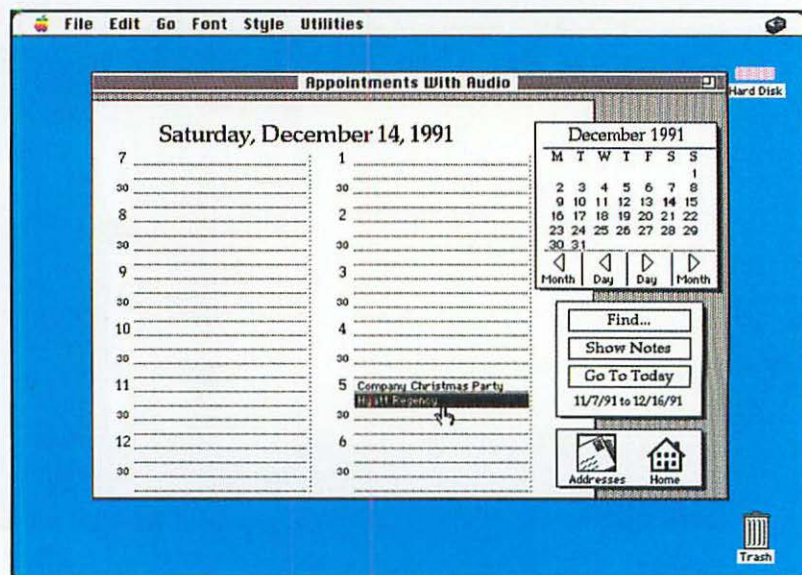 File Edit Go Font Style Utilities
Appointments With Audio
Hard Disk
Saturday, December 14, 1991
7
30
8
30
9
30
10
30
11
30
12
30
1
30
2
30
3
30
4
30
5 Company Christmas Party
Hyatt Regency
30
6
30
December 1991
M T W T F S S
1
2 3 4 5 6 7 8
9 10 11 12 13 14 15
16 17 18 19 20 21 22
23 24 25 26 27 28 29
30 31
Month Day Day Month
Find...
Show Notes
Go To Today
11/7/91 to 12/16/91
Addresses Home
Trash